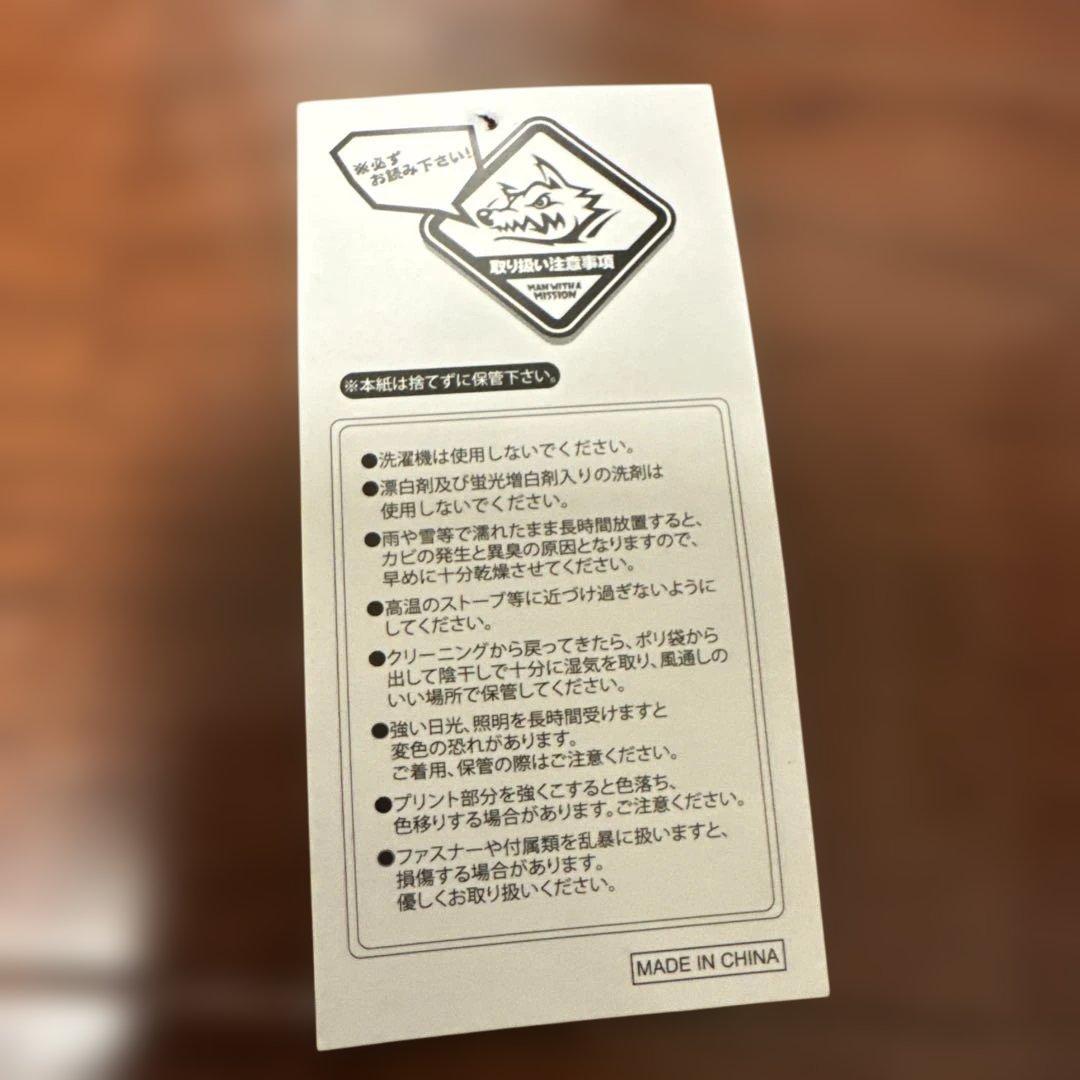 ※必ず
お読み下さい!
取り扱い注意事項
MAN WITH A
MISSION
※本紙は捨てずに保管下さい。
●洗濯機は使用しないでください。
●漂白剤及び蛍光増白剤入りの洗剤は
使用しないでください。
●雨や雪等で濡れたまま長時間放置すると、
カビの発生と異臭の原因となりますので、
早めに十分乾燥させてください。
●高温のストーブ等に近づけ過ぎないように
してください。
●クリーニングから戻ってきたら、ポリ袋から
出して陰干しで十分に湿気を取り、風通しの
いい場所で保管してください。
●強い日光、照明を長時間受けますと
変色の恐れがあります。
ご着用、保管の際はご注意ください。
●プリント部分を強くこすると色落ち、
色移りする場合があります。ご注意ください。
●ファスナーや付属類を乱暴に扱いますと、
損傷する場合があります。
優しくお取り扱いください。
MADE IN CHINA